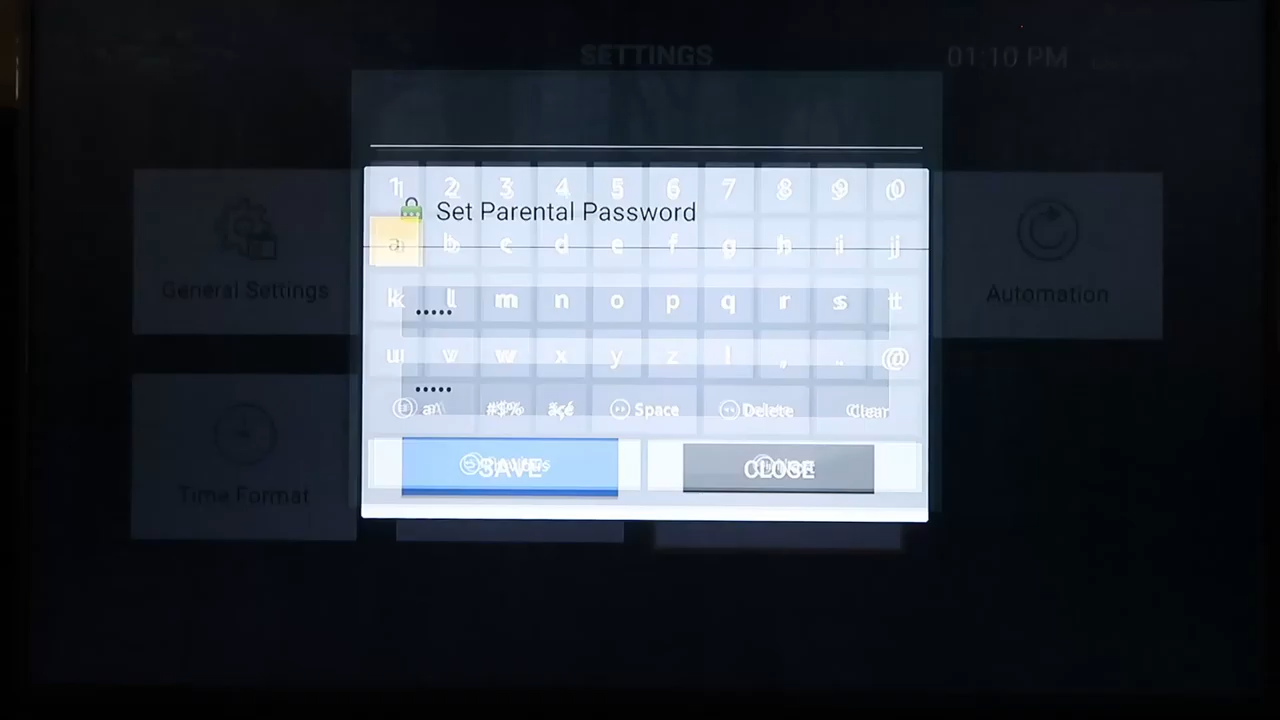 SETTINGS
01:10 PM
1 2 3 4 5 6 7 8 9 0
Set Parental Password
a b c d e f g h i j
General Settings
Automation
k l m n o p q r s t
•••••
u v w x y z
@
•••••
#$% äçé Space Delete Clear
SAVE
CLOSE
Time Format